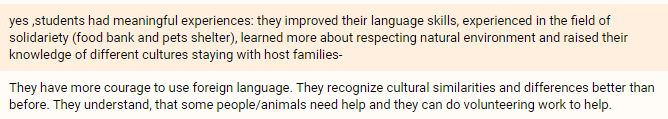 yes ,students had meaningful experiences: they improved their language skills, experienced in the field of
solidariety (food bank and pets shelter), learned more about respecting natural environment and raised their
knowledge of different cultures staying with host families-
They have more courage to use foreign language. They recognize cultural similarities and differences better than
before. They understand, that some people/animals need help and they can do volunteering work to help.